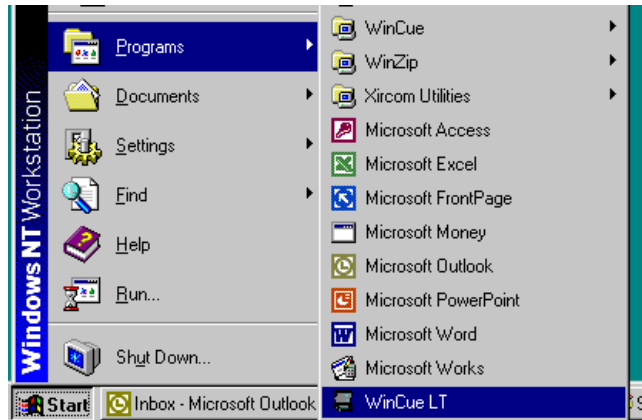 Windows NT Workstation
Programs
Documents
Settings
Find
Help
Run...
Shut Down...
WinCue
WinZip
Xircom Utilities
Microsoft Access
Microsoft Excel
Microsoft FrontPage
Microsoft Money
Microsoft Outlook
Microsoft PowerPoint
Microsoft Word
Microsoft Works
WinCue LT
Start
Inbox - Microsoft Outlook